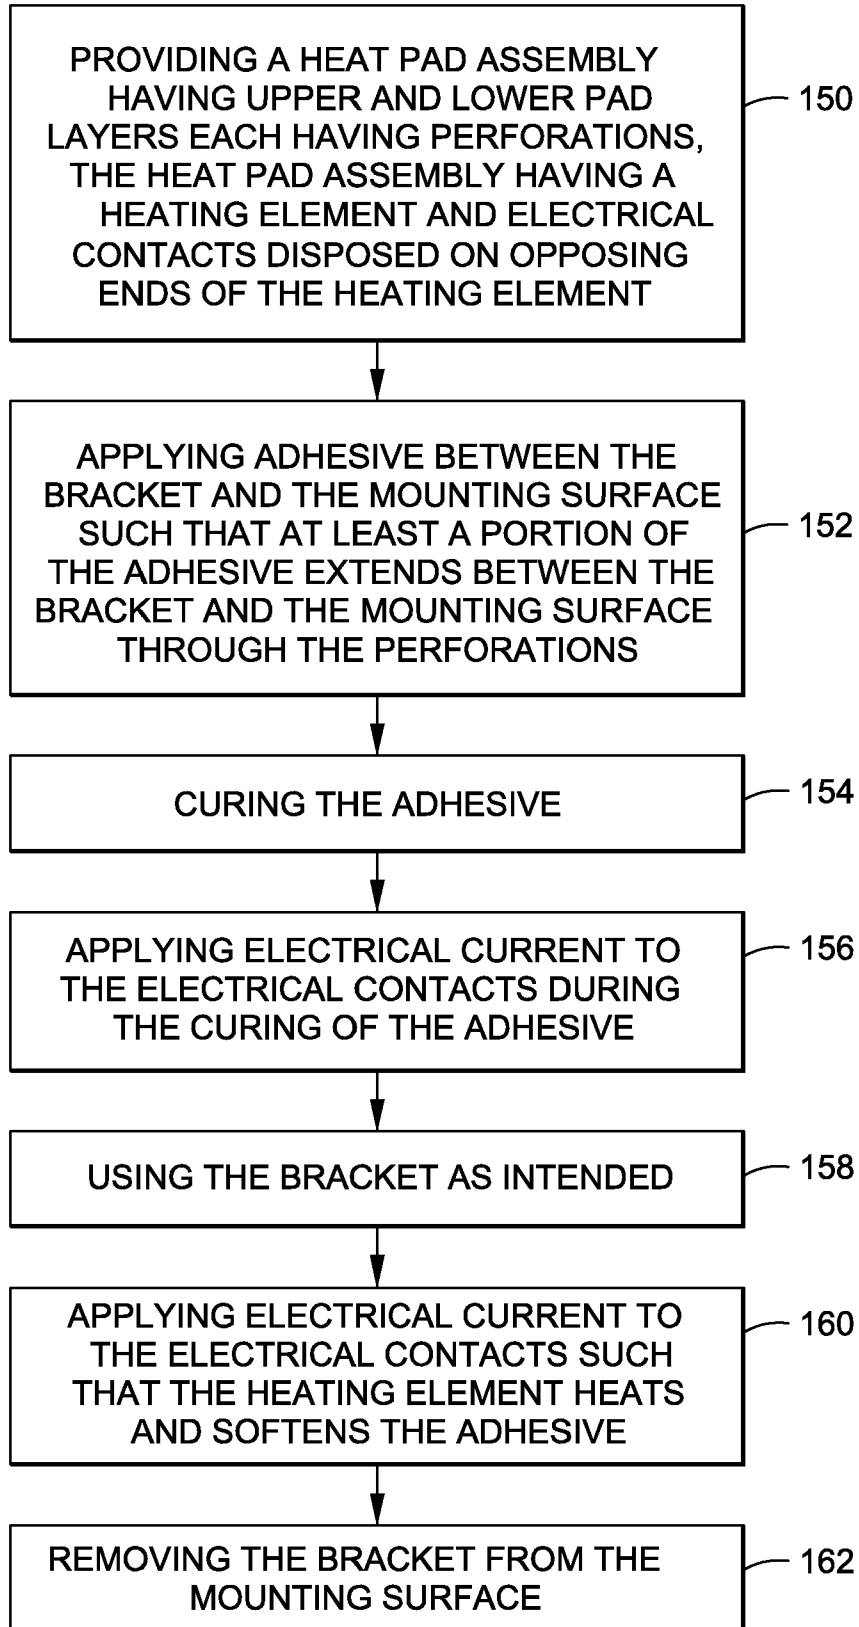 PROVIDING A HEAT PAD ASSEMBLY
HAVING UPPER AND LOWER PAD
LAYERS EACH HAVING PERFORATIONS,
THE HEAT PAD ASSEMBLY HAVING A
HEATING ELEMENT AND ELECTRICAL
CONTACTS DISPOSED ON OPPOSING
ENDS OF THE HEATING ELEMENT
150
APPLYING ADHESIVE BETWEEN THE
BRACKET AND THE MOUNTING SURFACE
SUCH THAT AT LEAST A PORTION OF
THE ADHESIVE EXTENDS BETWEEN THE
BRACKET AND THE MOUNTING SURFACE
THROUGH THE PERFORATIONS
152
CURING THE ADHESIVE
154
APPLYING ELECTRICAL CURRENT TO
THE ELECTRICAL CONTACTS DURING
THE CURING OF THE ADHESIVE
156
USING THE BRACKET AS INTENDED
158
APPLYING ELECTRICAL CURRENT TO
THE ELECTRICAL CONTACTS SUCH
THAT THE HEATING ELEMENT HEATS
AND SOFTENS THE ADHESIVE
160
REMOVING THE BRACKET FROM THE
MOUNTING SURFACE
162